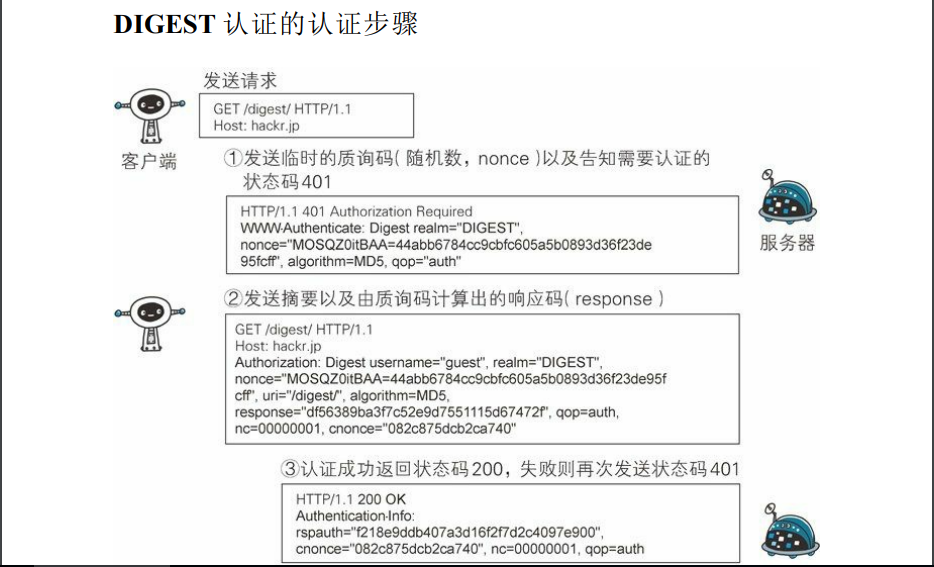 DIGEST 认证的认证步骤
发送请求
GET /digest/ HTTP/1.1
Host: hackr.jp
客户端
①发送临时的质询码(随机数,nonce)以及告知需要认证的
状态码401
HTTP/1.1 401 Authorization Required
WWW-Authenticate: Digest realm="DIGEST",
nonce="MOSQZ0itBAA=44abb6784cc9cbfc605a5b0893d36f23de
95fcff", algorithm=MD5, qop="auth"
服务器
②发送摘要以及由质询码计算出的响应码(response)
GET /digest/ HTTP/1.1
Host: hackr.jp
Authorization: Digest username="guest", realm="DIGEST",
nonce="MOSQZ0itBAA=44abb6784cc9cbfc605a5b0893d36f23de95f
cff", uri="/digest/", algorithm=MD5,
response="df56389ba3f7c52e9d7551115d67472f", qop=auth,
nc=00000001, cnonce="082c875dcb2ca740"
③认证成功返回状态码200,失败则再次发送状态码401
HTTP/1.1 200 OK
Authentication-Info:
rspauth="f218e9ddb407a3d16f2f7d2c4097e900",
cnonce="082c875dcb2ca740", nc=00000001, qop=auth